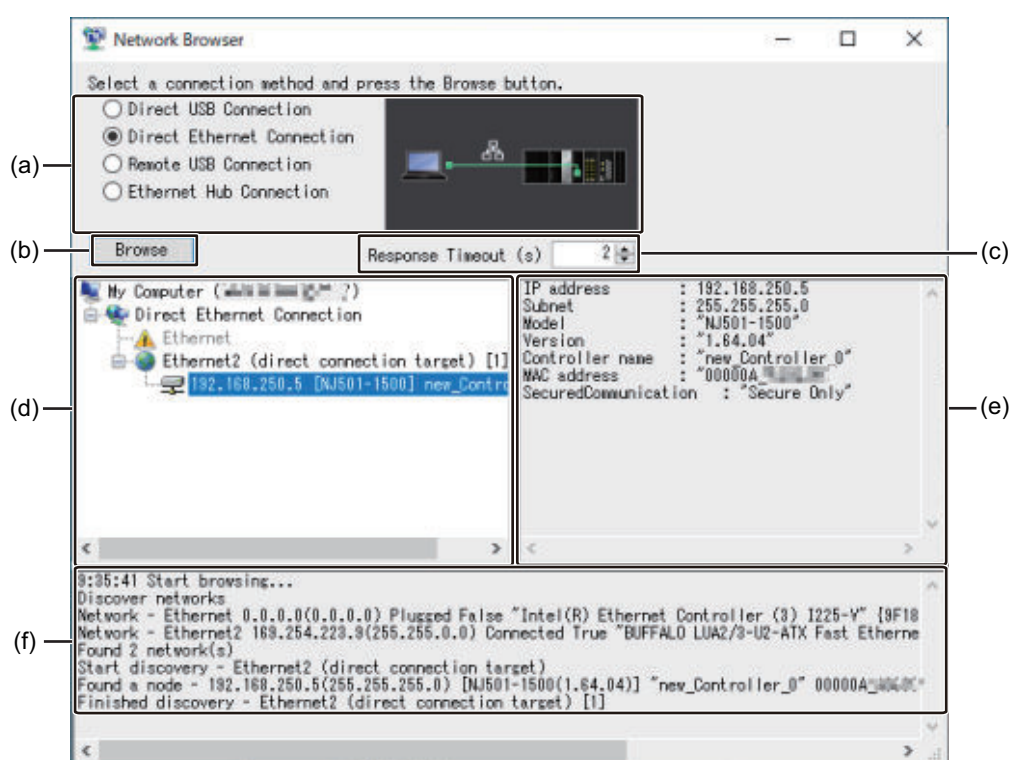 Network Browser
Select a connection method and press the Browse button.
(a)
Direct USB Connection
Direct Ethernet Connection
Remote USB Connection
Ethernet Hub Connection
(b)
Browse
Response Timeout (s) 2
(c)
(d)
My Computer ( ?)
Direct Ethernet Connection
Ethernet
Ethernet2 (direct connection target) [1]
192.168.250.5 [NJ501-1500] new_Contro
(e)
IP address : 192.168.250.5
Subnet : 255.255.255.0
Model : "NJ501-1500"
Version : "1.64.04"
Controller name : "new_Controller_0"
MAC address : "00000A_
SecuredCommunication : "Secure Only"
(f)
9:35:41 Start browsing...
Discover networks
Network - Ethernet 0.0.0.0(0.0.0.0) Plugged False "Intel(R) Ethernet Controller (3) I225-V" {9F18
Network - Ethernet2 169.254.223.9(255.255.0.0) Connected True "BUFFALO LUA2/3-U2-ATX Fast Etherne
Found 2 network(s)
Start discovery - Ethernet2 (direct connection target)
Found a node - 192.168.250.5(255.255.255.0) [NJ501-1500(1.64.04)] "new_Controller_0" 00000A_
Finished discovery - Ethernet2 (direct connection target) [1]